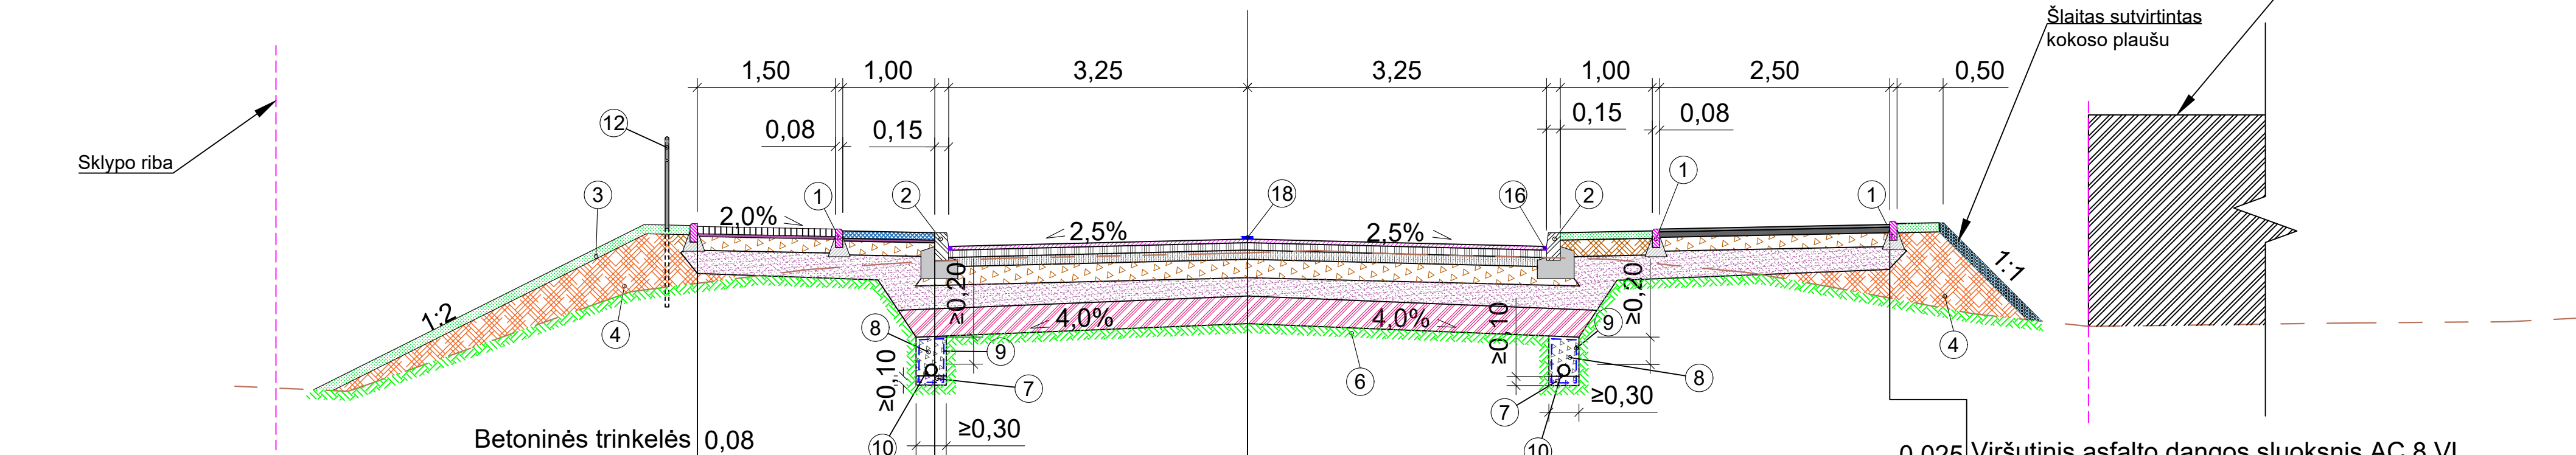 Šlaitas sutvirtintas
kokoso plaušu
1,50 1,00 3,25 3,25 1,00 2,50 0,50
0,08 0,15 0,15 0,08
12
Sklypo riba
3 1 2 18 16 2 1 1
2,0% 2,5% 2,5%
1:2 1:1
≥0,20 ≥0,20
4,0% 4,0%
4 8 9 ≥0,10 ≥0,10 9 4
7 6 8
≥0,30 7
10 ≥0,30 10
Betoninės trinkelės 0,08
0,025 Viršutinis asfalto dangos sluoksnis AC 8 VL